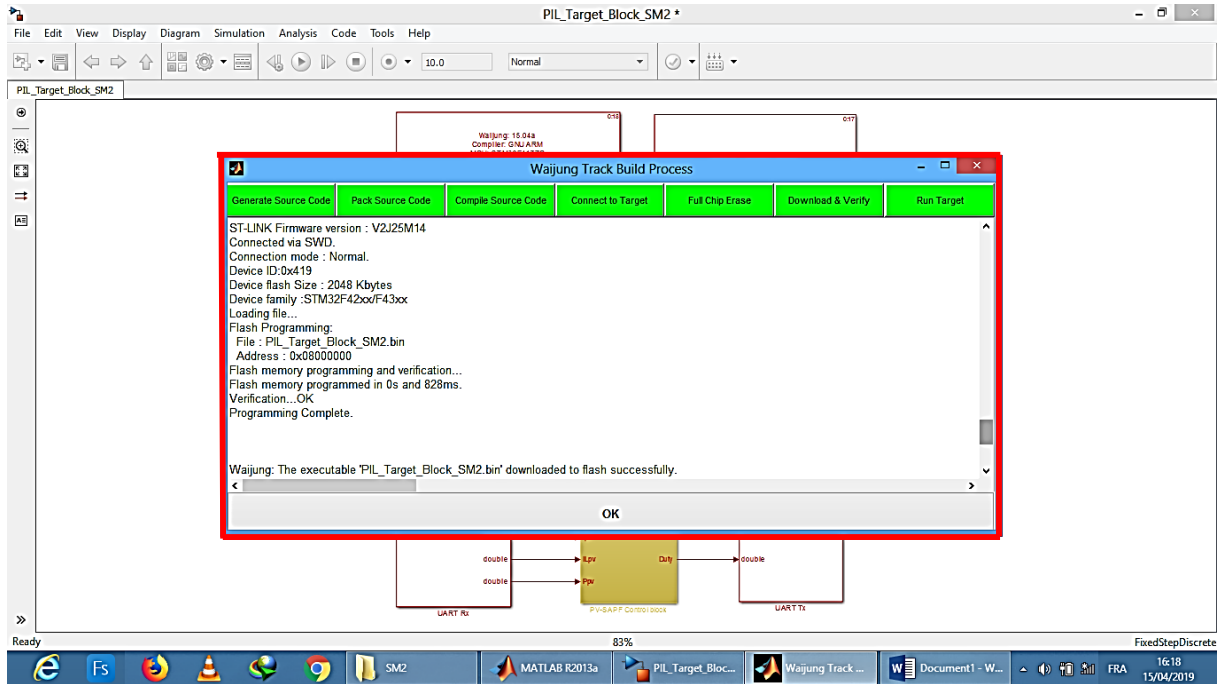 PIL_Target_Block_SM2 *
File Edit View Display Diagram Simulation Analysis Code Tools Help
10.0 Normal
PIL_Target_Block_SM2
0:18
0:17
Waijung: 15.04a
Compiler: GNU ARM
Waijung Track Build Process
Generate Source Code Pack Source Code Compile Source Code Connect to Target Full Chip Erase Download & Verify Run Target
ST-LINK Firmware version : V2J25M14
Connected via SWD.
Connection mode : Normal.
Device ID:0x419
Device flash Size : 2048 Kbytes
Device family :STM32F42xx/F43xx
Loading file...
Flash Programming:
File : PIL_Target_Block_SM2.bin
Address : 0x08000000
Flash memory programming and verification...
Flash memory programmed in 0s and 828ms.
Verification...OK
Programming Complete.
Waijung: The executable 'PIL_Target_Block_SM2.bin' downloaded to flash successfully.
OK
double ILpv Duty double
double Ppv
UART Rx PV-SAPF Control block UART Tx
Ready 83% FixedStepDiscrete
Fs SM2 MATLAB R2013a PIL_Target_Bloc... Waijung Track ... Document1 - W... FRA 16:18
15/04/2019